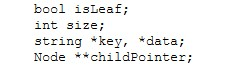 bool isLeaf;
int size;
string *key, *data;
Node **childPointer;